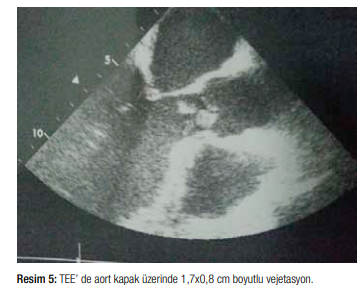 5
10
Resim 5: TEE' de aort kapak üzerinde 1,7x0,8 cm boyutlu vejetasyon.